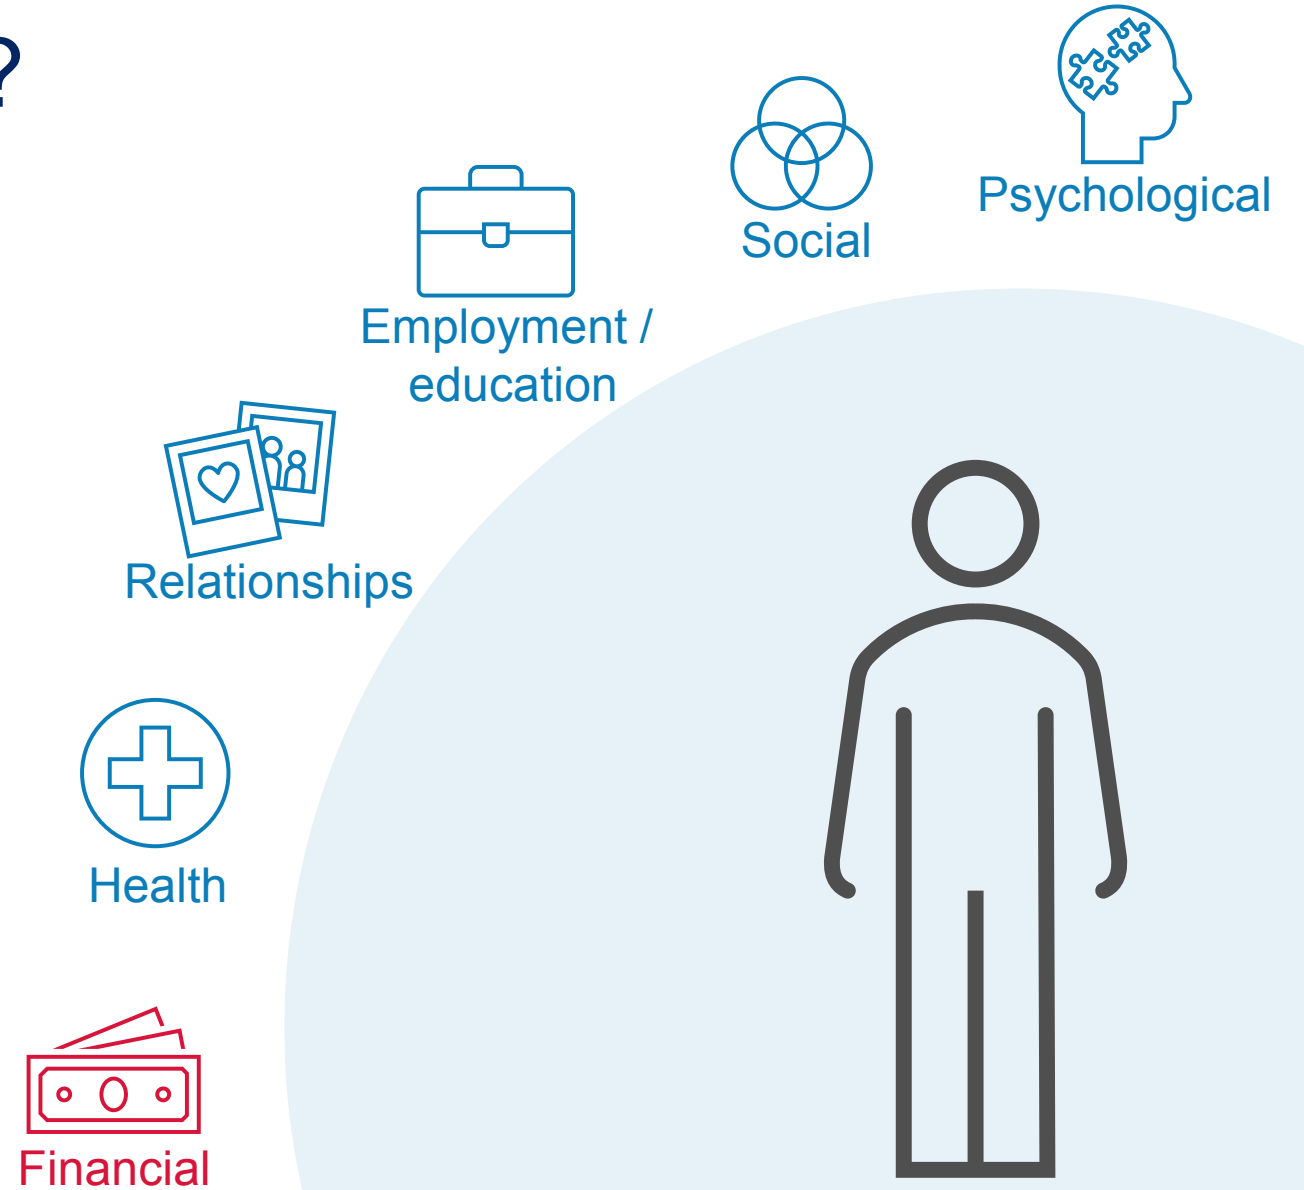 ?
Psychological
Social
Employment /
education
Relationships
Health
Financial